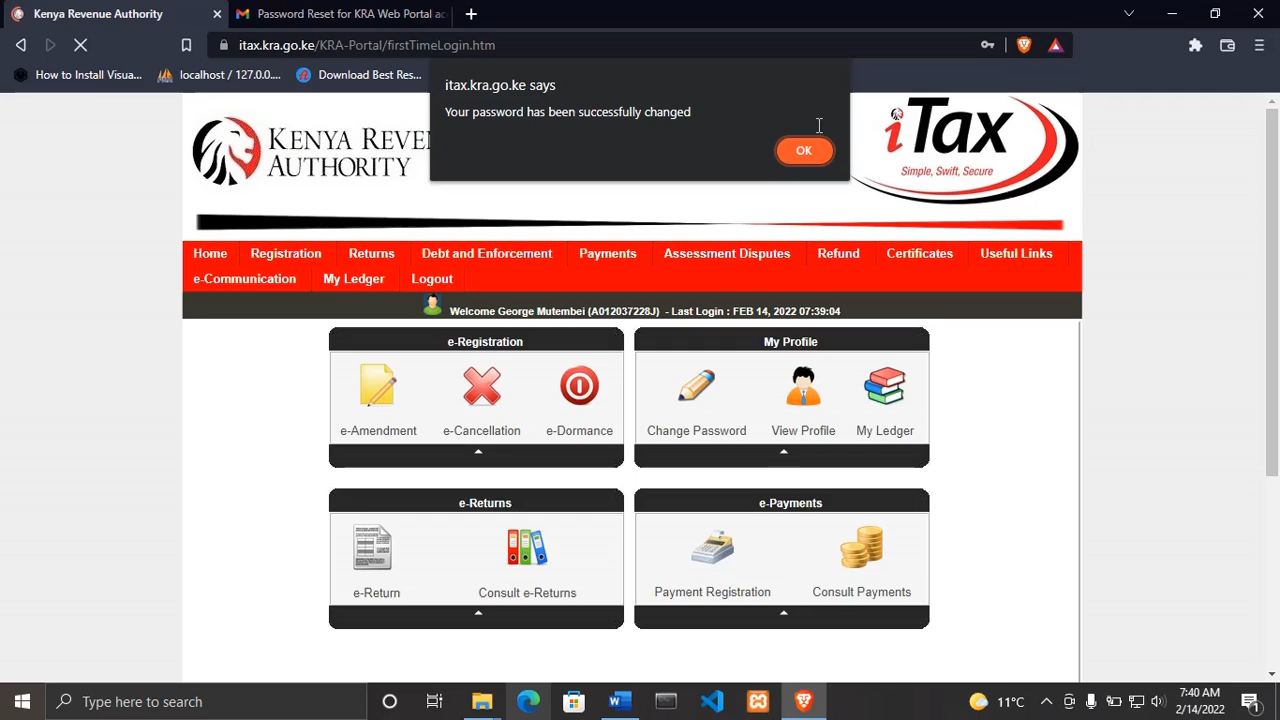 Kenya Revenue Authority
Password Reset for KRA Web Portal ac
itax.kra.go.ke/KRA-Portal/firstTimeLogin.htm
How to Install Visua...
localhost / 127.0.0....
Download Best Res...
itax.kra.go.ke says
Your password has been successfully changed
OK
KENYA REVEN
AUTHORITY
iTax
Simple, Swift, Secure
Home Registration Returns Debt and Enforcement Payments Assessment Disputes Refund Certificates Useful Links
e-Communication My Ledger Logout
Welcome George Mutembei (A012037228J) - Last Login : FEB 14, 2022 07:39:04
e-Registration
e-Amendment e-Cancellation e-Dormance
My Profile
Change Password View Profile My Ledger
e-Returns
e-Return Consult e-Returns
e-Payments
Payment Registration Consult Payments
Type here to search
11°C
7:40 AM
2/14/2022
1